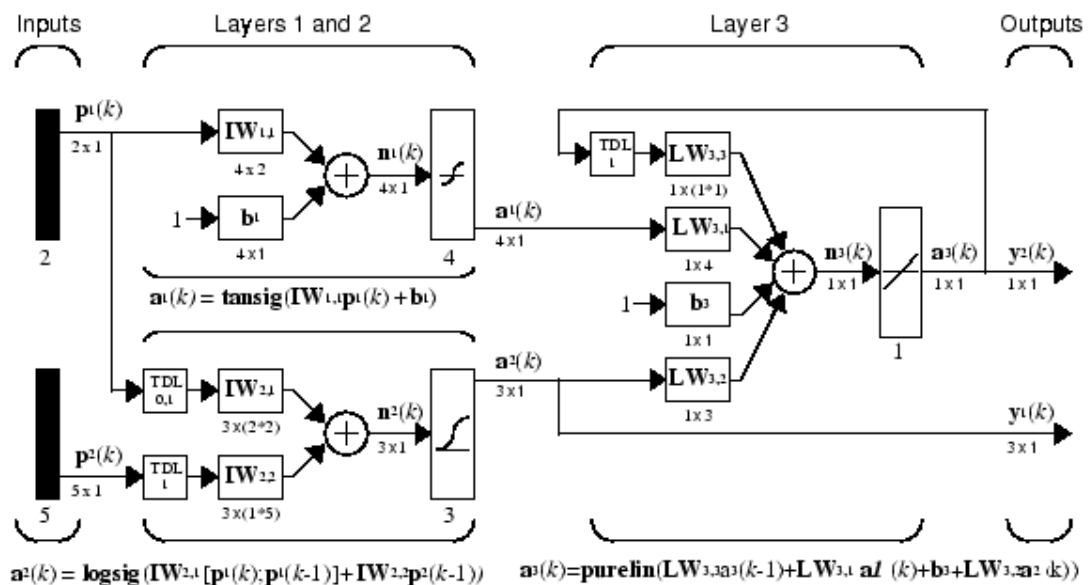 Inputs Layers 1 and 2 Layer 3 Outputs
p¹(k)
2 x 1
2
IW1,1
4 x 2
1
b¹
4 x 1
n¹(k)
4 x 1
4
a¹(k)
4 x 1
a¹(k) = tansig(IW1,1p¹(k) + b¹)
TDL
1
LW3,3
1 x (1*1)
LW3,1
1 x 4
1
b³
1 x 1
LW3,2
1 x 3
n³(k)
1 x 1
1
a³(k)
1 x 1
y²(k)
1 x 1
p²(k)
5 x 1
5
TDL
0,1
IW2,1
3 x (2*2)
TDL
1
IW2,2
3 x (1*5)
n²(k)
3 x 1
3
a²(k)
3 x 1
y¹(k)
3 x 1
a²(k) = logsig(IW2,1 [p¹(k);p¹(k-1)]+ IW2,2p²(k-1))
a³(k)=purelin(LW3,3a³(k-1)+LW3,1 a1 (k)+b³+LW3,2a² (k))